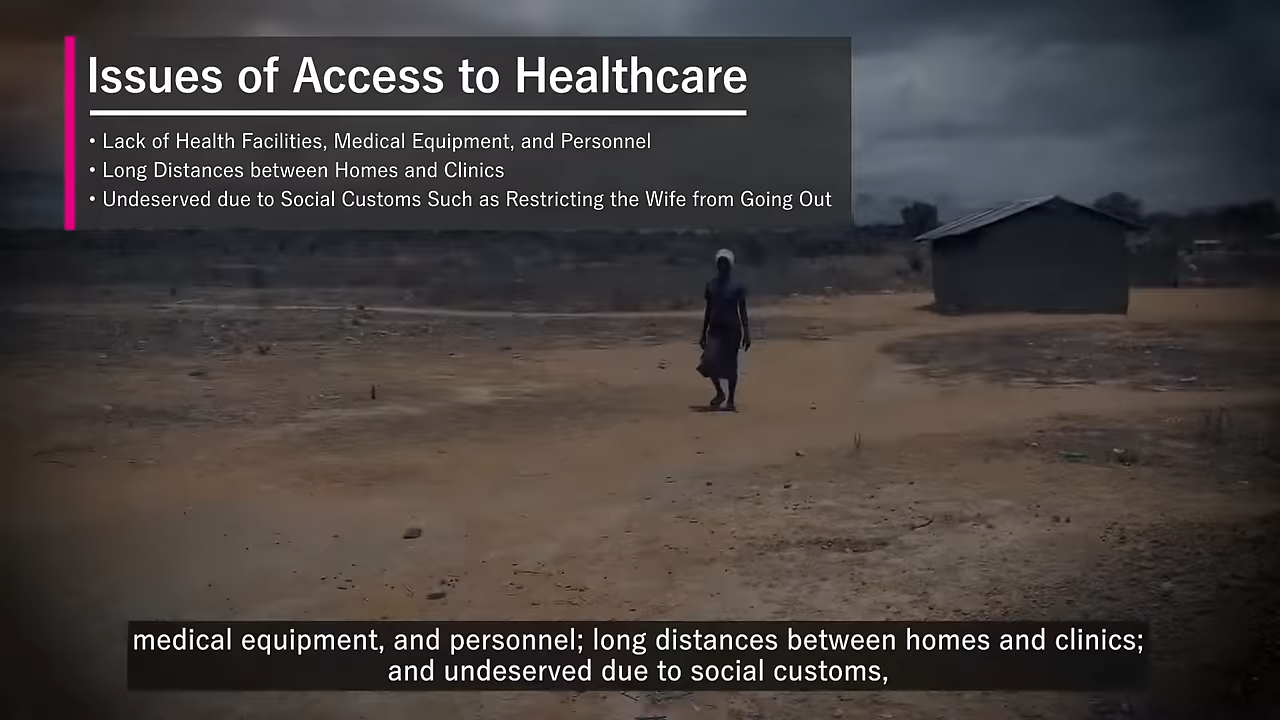 Issues of Access to Healthcare
• Lack of Health Facilities, Medical Equipment, and Personnel
• Long Distances between Homes and Clinics
• Undeserved due to Social Customs Such as Restricting the Wife from Going Out
medical equipment, and personnel; long distances between homes and clinics;
and undeserved due to social customs,